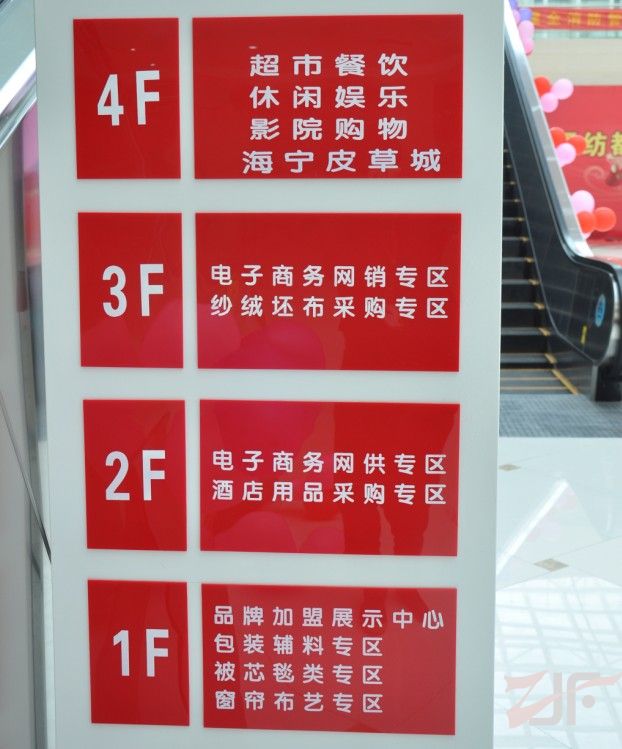 4F
超市餐饮
休闲娱乐
影院购物
海宁皮草城
3F
电子商务网销专区
纱绒坯布采购专区
2F
电子商务网供专区
酒店用品采购专区
1F
品牌加盟展示中心
包装辅料专区
被芯毯类专区
窗帘布艺专区
纺都
ZJF